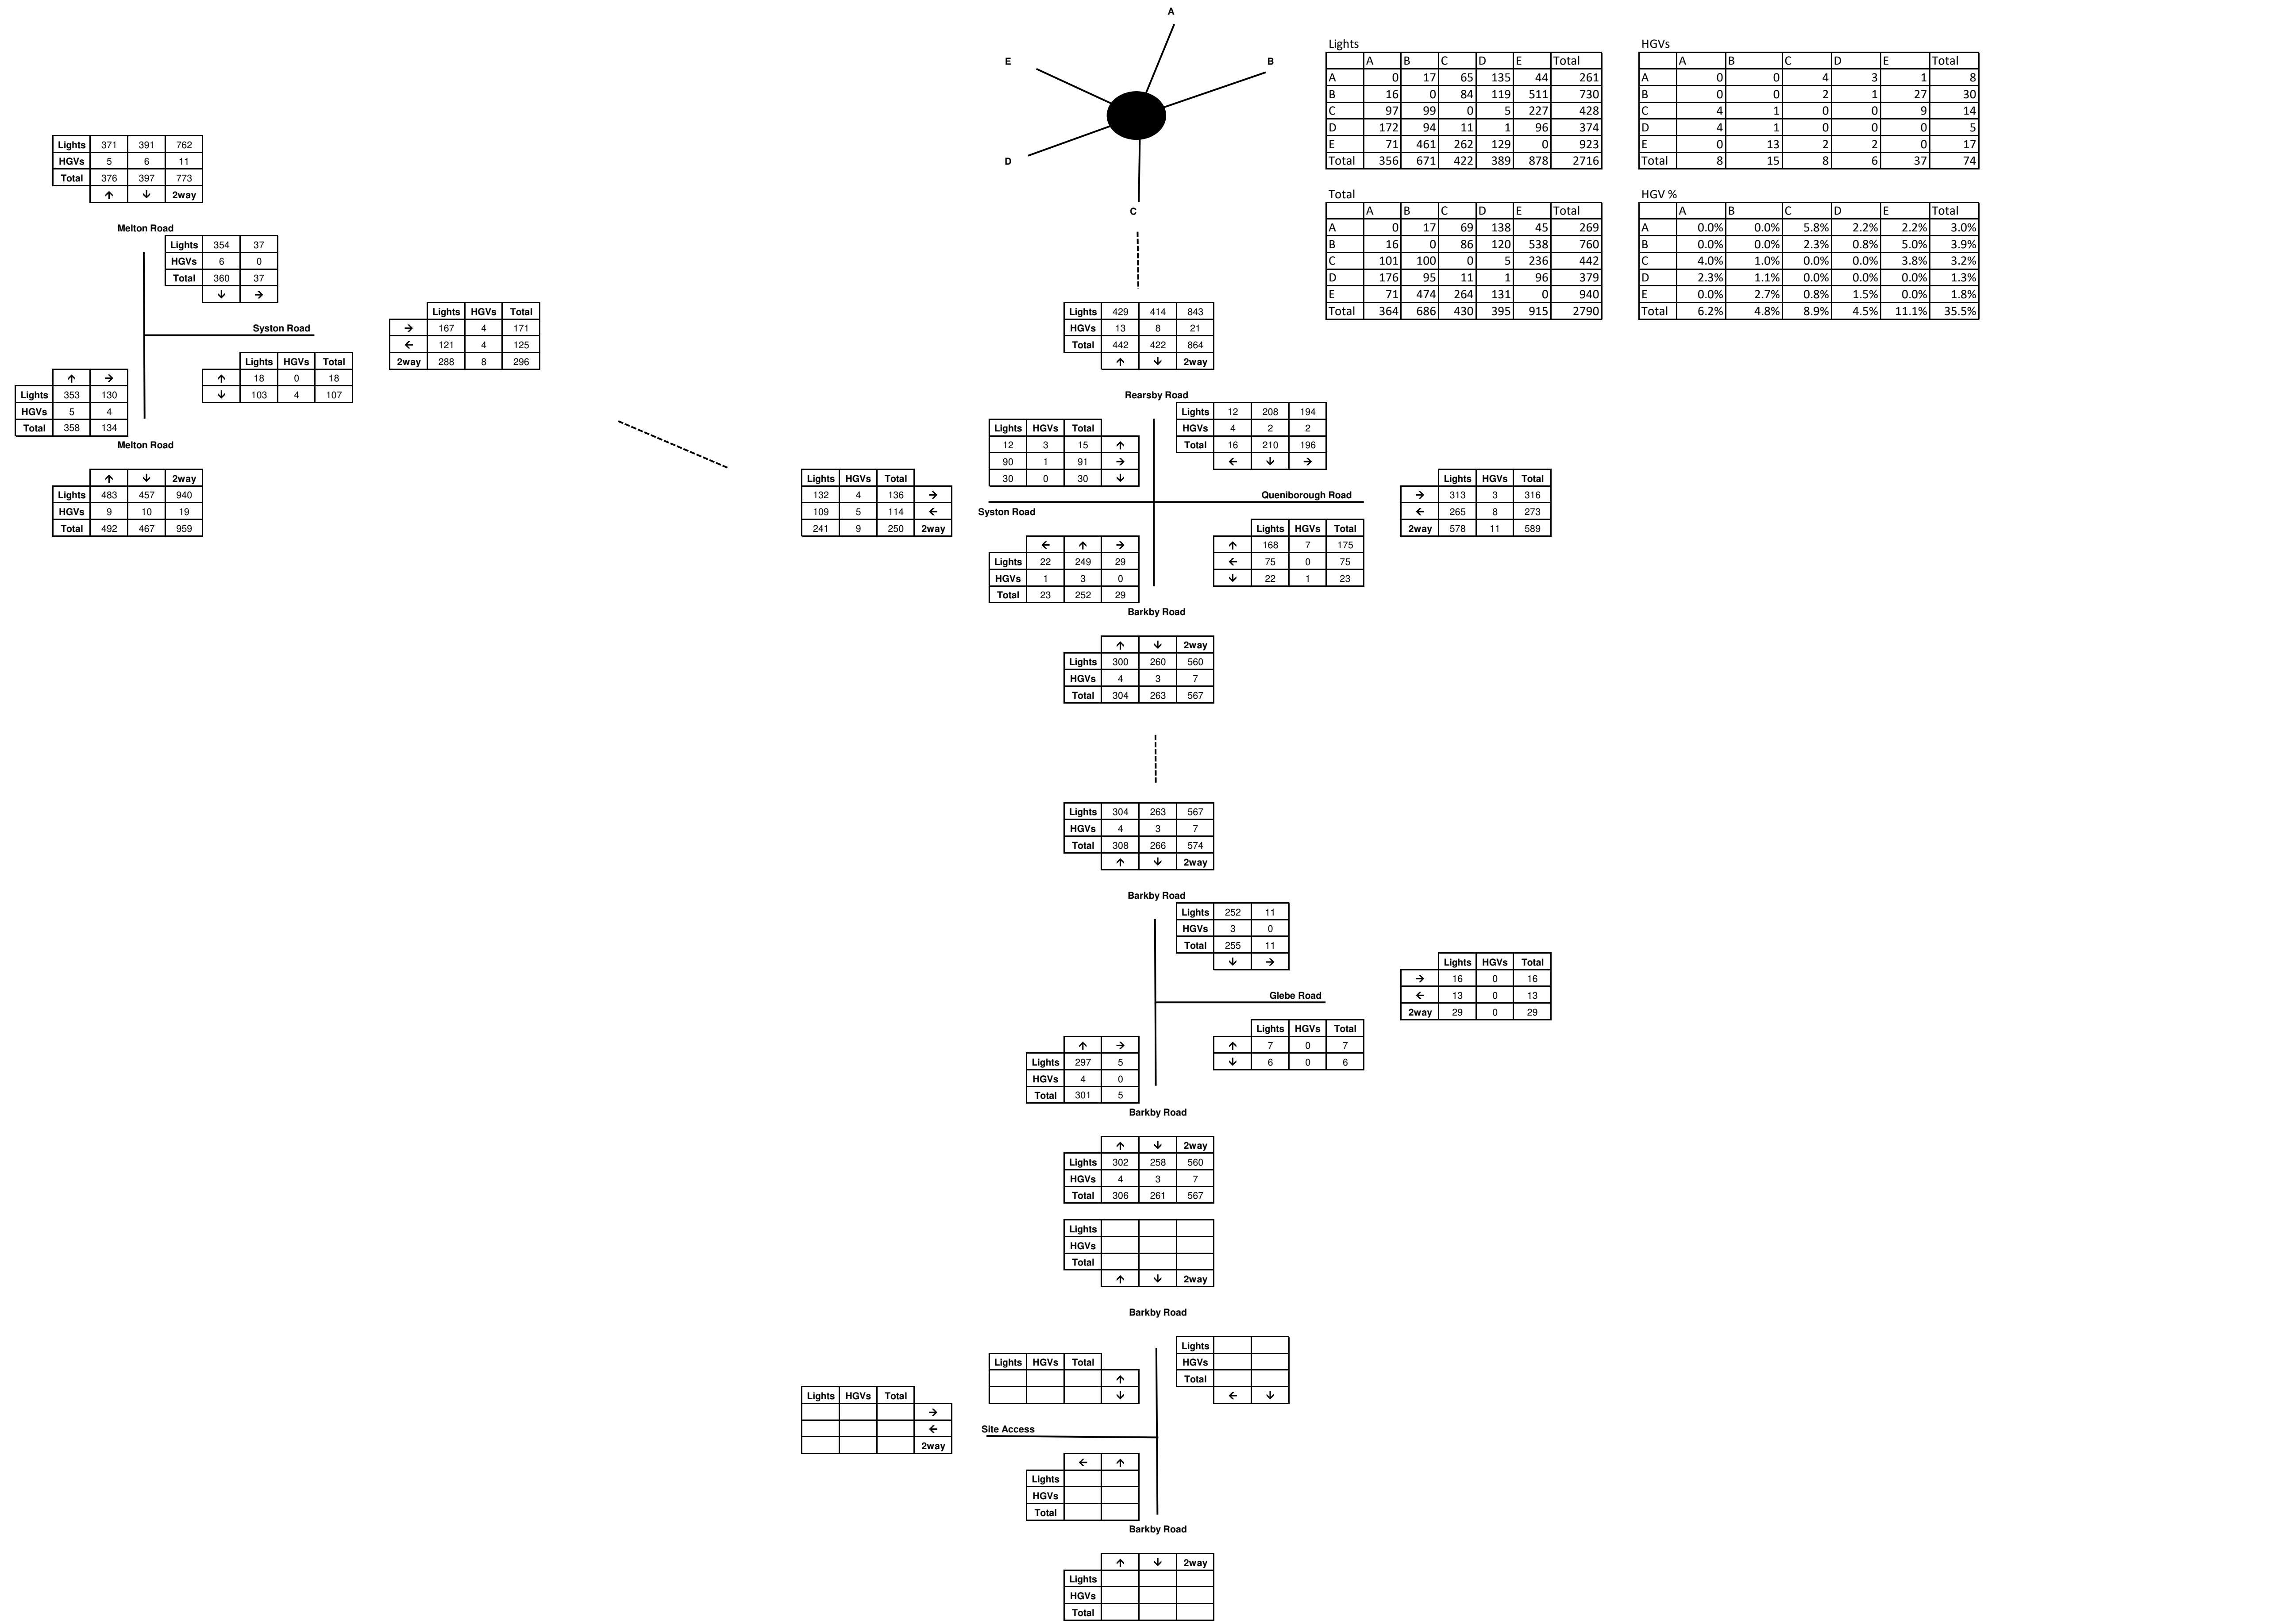 A
E
B
D
C
Lights
A B C D E Total
A 0 17 65 135 44 261
B 16 0 84 119 511 730
C 97 99 0 5 227 428
D 172 94 11 1 96 374
E 71 461 262 129 0 923
Total 356 671 422 389 878 2716
HGVs
A B C D E Total
A 0 0 4 3 1 8
B 0 0 2 1 27 30
C 4 1 0 0 9 14
D 4 1 0 0 0 5
E 0 13 2 2 0 17
Total 8 15 8 6 37 74
Total
A B C D E Total
A 0 17 69 138 45 269
B 16 0 86 120 538 760
C 101 100 0 5 236 442
D 176 95 11 1 96 379
E 71 474 264 131 0 940
Total 364 686 430 395 915 2790
HGV %
A B C D E Total
A 0.0% 0.0% 5.8% 2.2% 2.2% 3.0%
B 0.0% 0.0% 2.3% 0.8% 5.0% 3.9%
C 4.0% 1.0% 0.0% 0.0% 3.8% 3.2%
D 2.3% 1.1% 0.0% 0.0% 0.0% 1.3%
E 0.0% 2.7% 0.8% 1.5% 0.0% 1.8%
Total 6.2% 4.8% 8.9% 4.5% 11.1% 35.5%
Lights 371 391 762
HGVs 5 6 11
Total 376 397 773
↑ ↓ 2way
Melton Road
Lights 354 37
HGVs 6 0
Total 360 37
↓ →
Syston Road
Lights HGVs Total
→ 167 4 171
← 121 4 125
2way 288 8 296
Lights HGVs Total
↑ 18 0 18
↓ 103 4 107
↑ →
Lights 353 130
HGVs 5 4
Total 358 134
Melton Road
↑ ↓ 2way
Lights 483 457 940
HGVs 9 10 19
Total 492 467 959
Lights 429 414 843
HGVs 13 8 21
Total 442 422 864
↑ ↓ 2way
Rearsby Road
Lights 12 208 194
HGVs 4 2 2
Total 16 210 196
← ↓ →
Lights HGVs Total
12 3 15 ↑
90 1 91 →
30 0 30 ↓
Lights HGVs Total
132 4 136 →
109 5 114 ←
241 9 250 2way
Syston Road
Queniborough Road
Lights HGVs Total
→ 313 3 316
← 265 8 273
2way 578 11 589
Lights HGVs Total
↑ 168 7 175
← 75 0 75
↓ 22 1 23
← ↑ →
Lights 22 249 29
HGVs 1 3 0
Total 23 252 29
Barkby Road
↑ ↓ 2way
Lights 300 260 560
HGVs 4 3 7
Total 304 263 567
Lights 304 263 567
HGVs 4 3 7
Total 308 266 574
↑ ↓ 2way
Barkby Road
Lights 252 11
HGVs 3 0
Total 255 11
↓ →
Glebe Road
Lights HGVs Total
→ 16 0 16
← 13 0 13
2way 29 0 29
Lights HGVs Total
↑ 7 0 7
↓ 6 0 6
↑ →
Lights 297 5
HGVs 4 0
Total 301 5
Barkby Road
↑ ↓ 2way
Lights 302 258 560
HGVs 4 3 7
Total 306 261 567
Lights
HGVs
Total
↑ ↓ 2way
Barkby Road
Lights
HGVs
Total
← ↓
Lights HGVs Total
↑
↓
Lights HGVs Total
→
←
2way
Site Access
← ↑
Lights
HGVs
Total
Barkby Road
↑ ↓ 2way
Lights
HGVs
Total